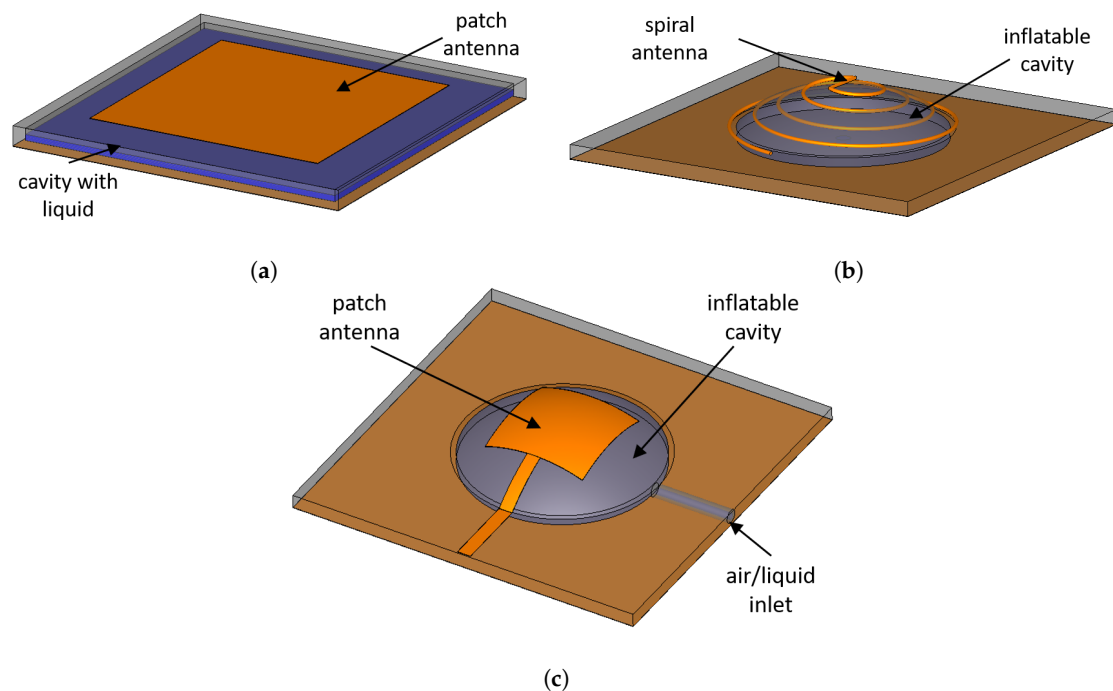 patch
antenna
cavity with
liquid
(a)
spiral
antenna
inflatable
cavity
(b)
patch
antenna
inflatable
cavity
air/liquid
inlet
(c)